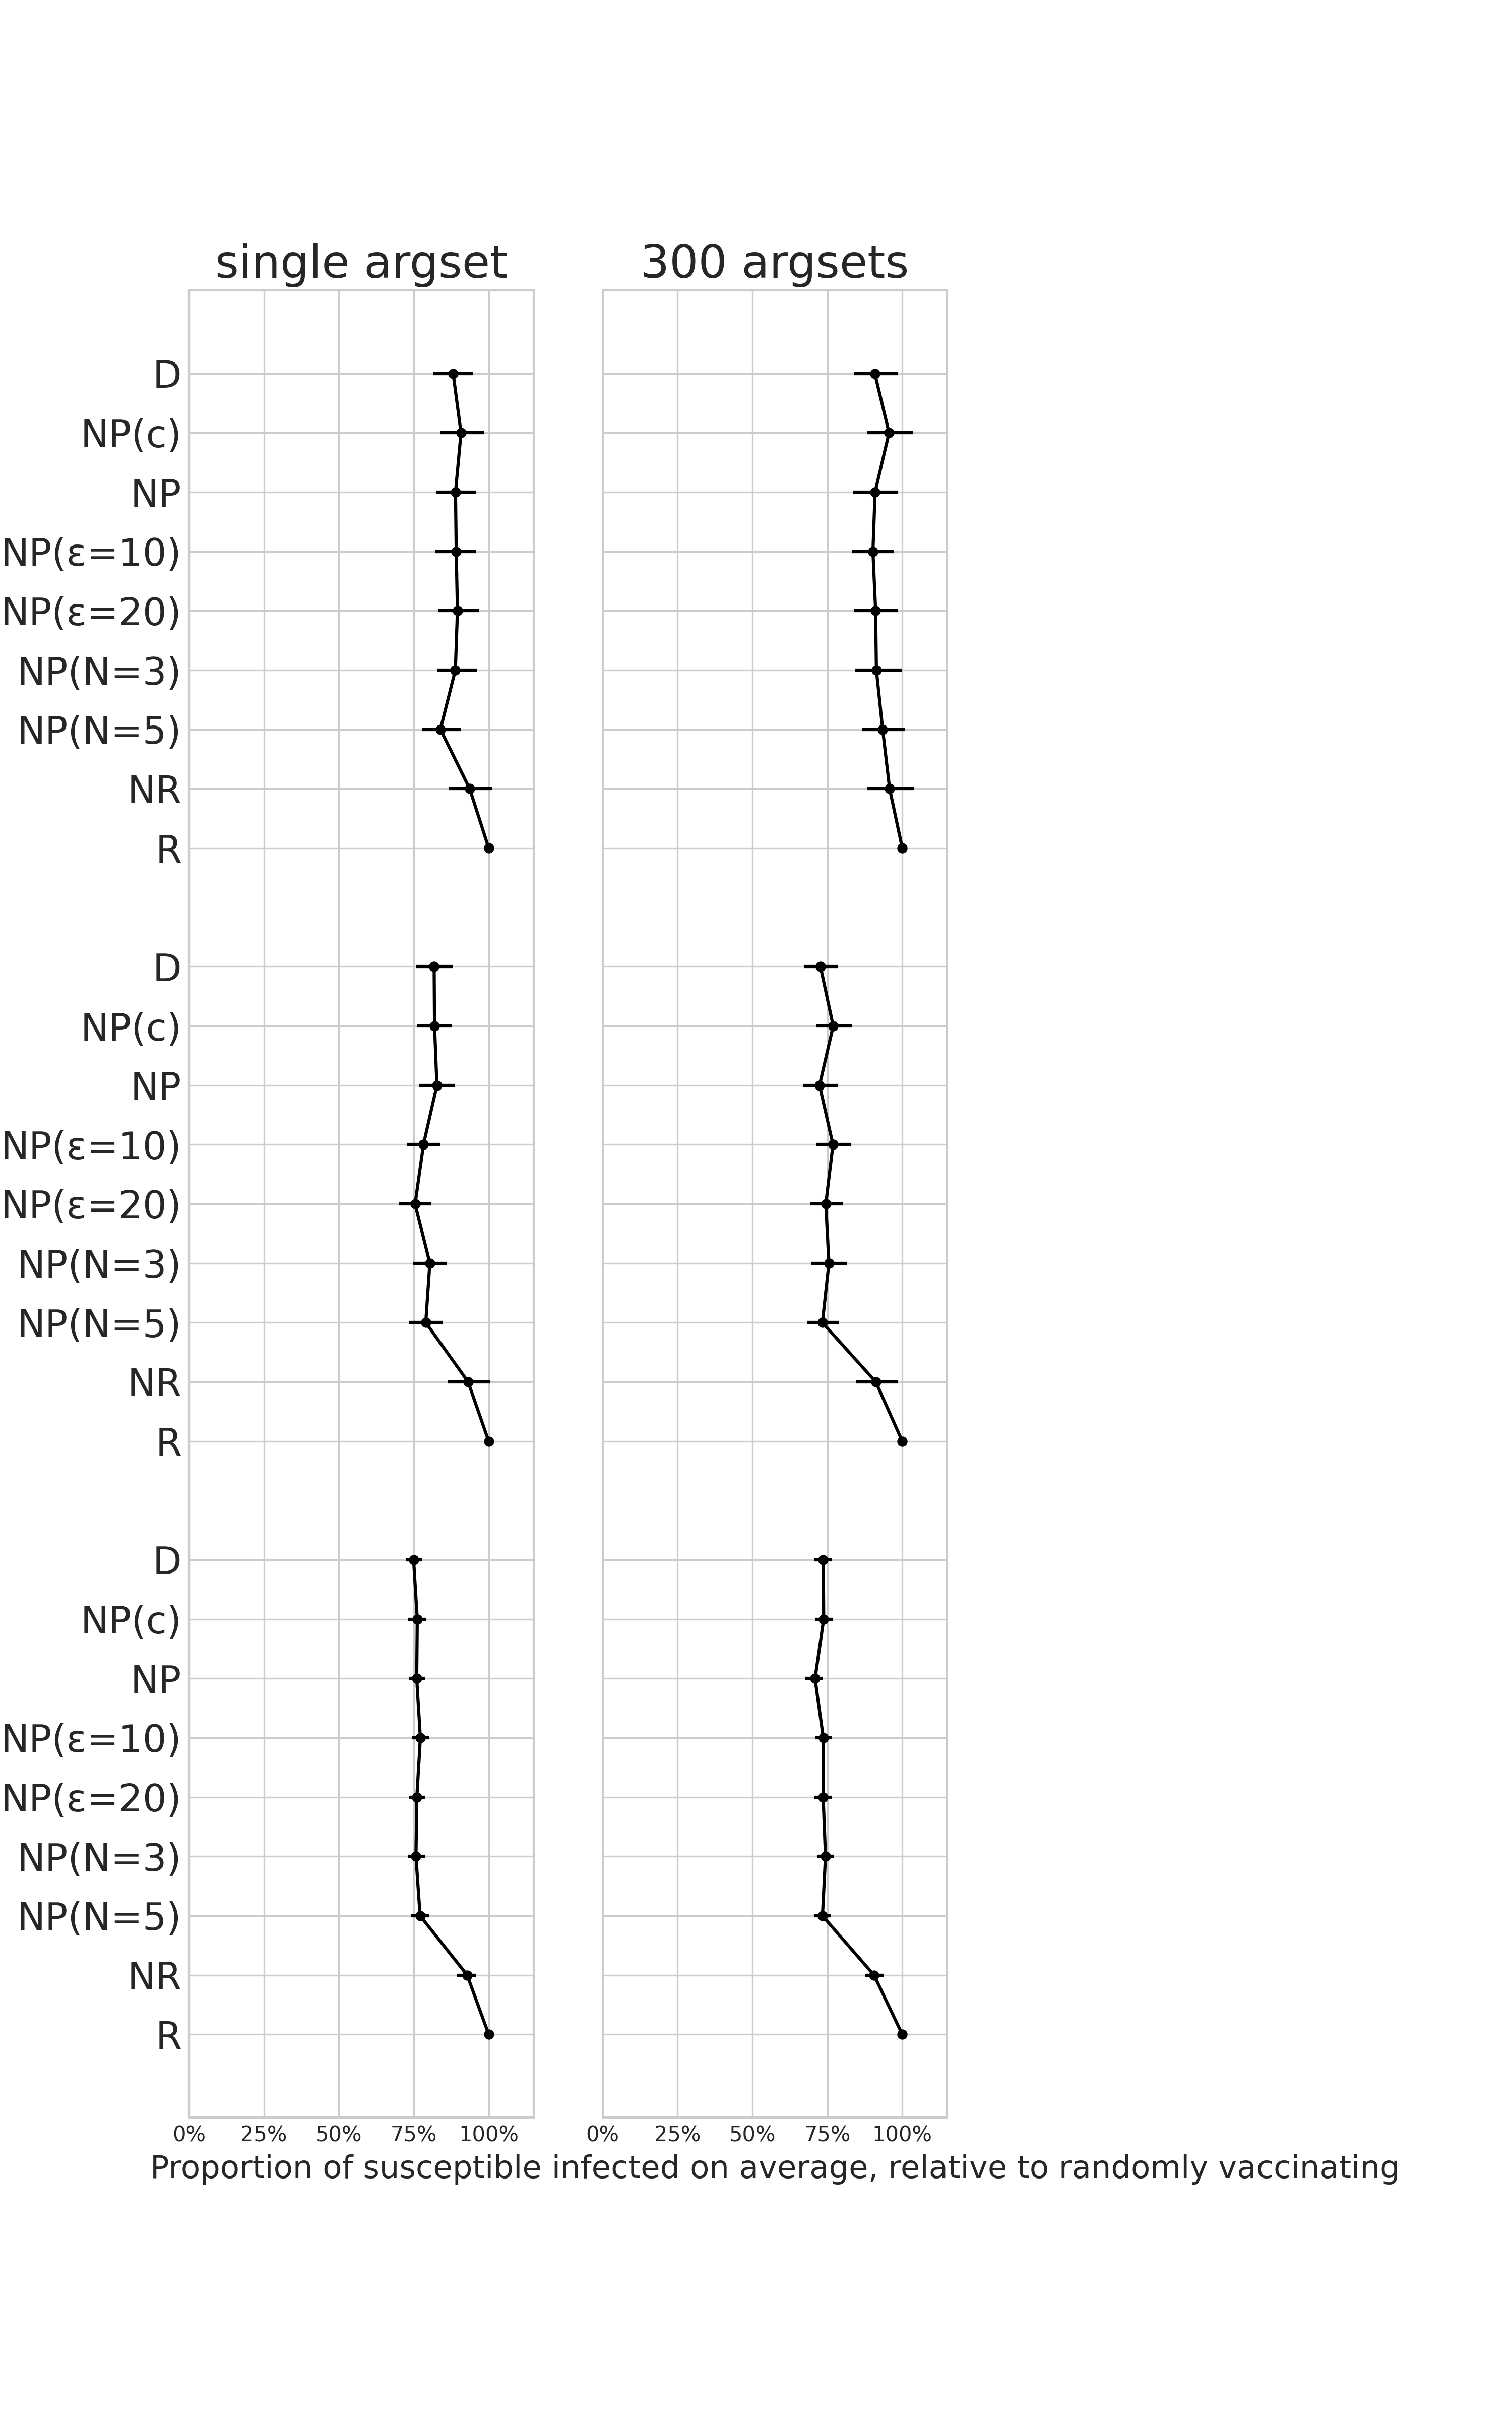 single argset 300 argsets
D
NP(c)
NP
NP(ε=10)
NP(ε=20)
NP(N=3)
NP(N=5)
NR
R
D
NP(c)
NP
NP(ε=10)
NP(ε=20)
NP(N=3)
NP(N=5)
NR
R
D
NP(c)
NP
NP(ε=10)
NP(ε=20)
NP(N=3)
NP(N=5)
NR
R
0% 25% 50% 75% 100% 0% 25% 50% 75% 100%
Proportion of susceptible infected on average, relative to randomly vaccinating